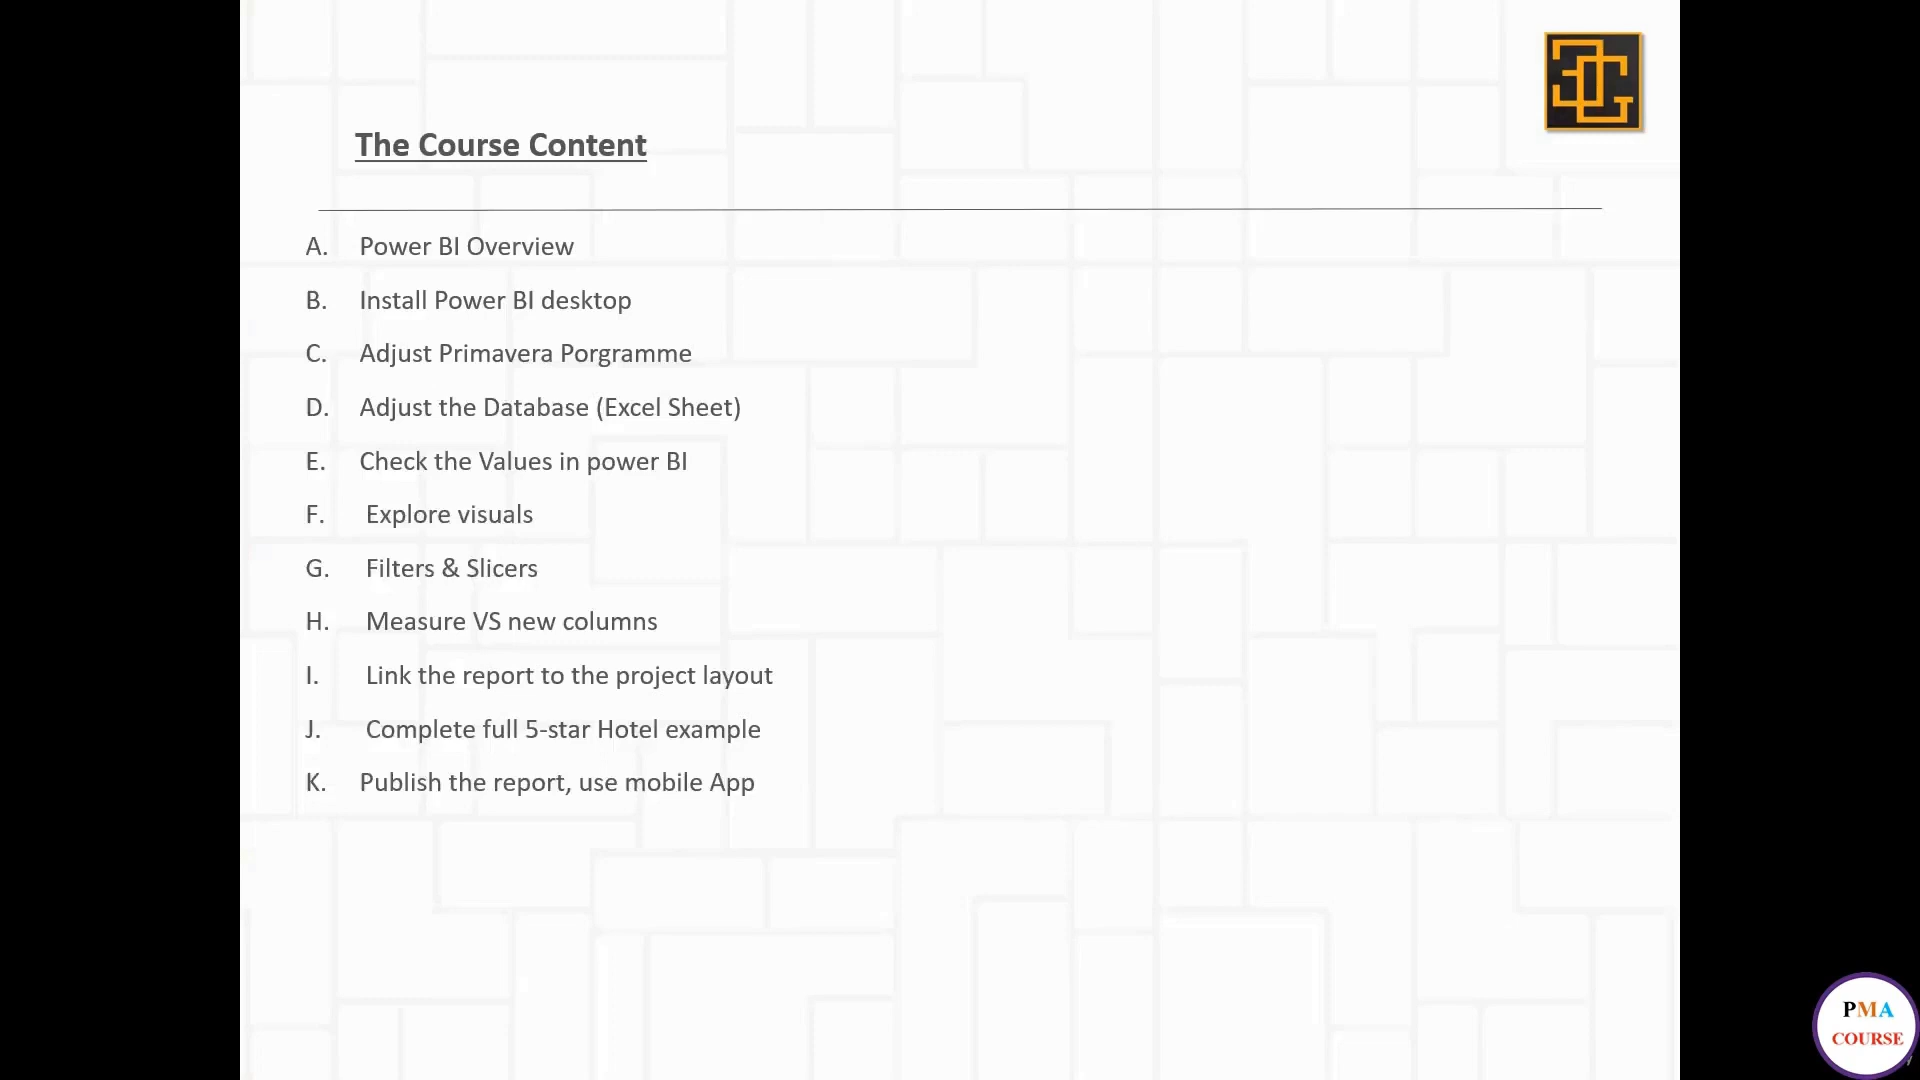 The Course Content
A. Power BI Overview
B. Install Power BI desktop
C. Adjust Primavera Porgramme
D. Adjust the Database (Excel Sheet)
E. Check the Values in power BI
F. Explore visuals
G. Filters & Slicers
H. Measure VS new columns
I. Link the report to the project layout
J. Complete full 5-star Hotel example
K. Publish the report, use mobile App
PMA
COURSE